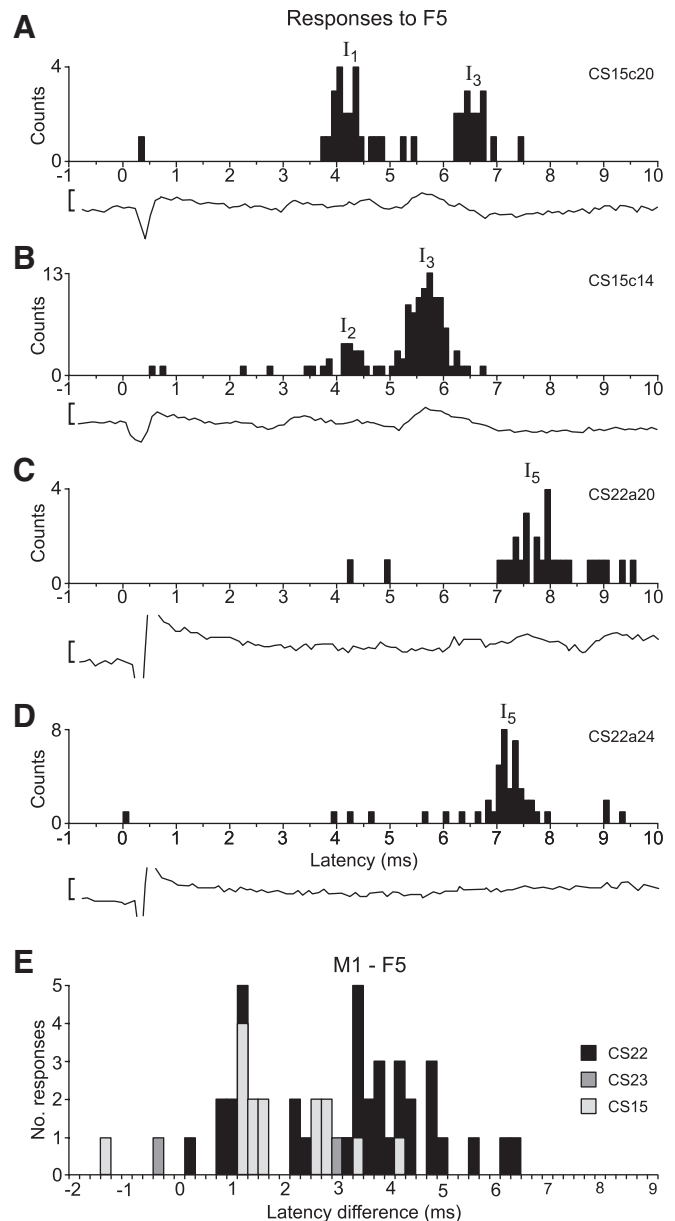 A
Responses to F5
I1
I3
CS15c20
4
Counts
0
-1 0 1 2 3 4 5 6 7 8 9 10
B
I3
CS15c14
13
I2
Counts
0
-1 0 1 2 3 4 5 6 7 8 9 10
C
I5
CS22a20
4
Counts
0
-1 0 1 2 3 4 5 6 7 8 9 10
D
I5
CS22a24
8
Counts
0
-1 0 1 2 3 4 5 6 7 8 9 10
Latency (ms)
E
M1 - F5
5
4
3
2
1
0
No. responses
CS22
CS23
CS15
-2 -1 0 1 2 3 4 5 6 7 8 9
Latency difference (ms)